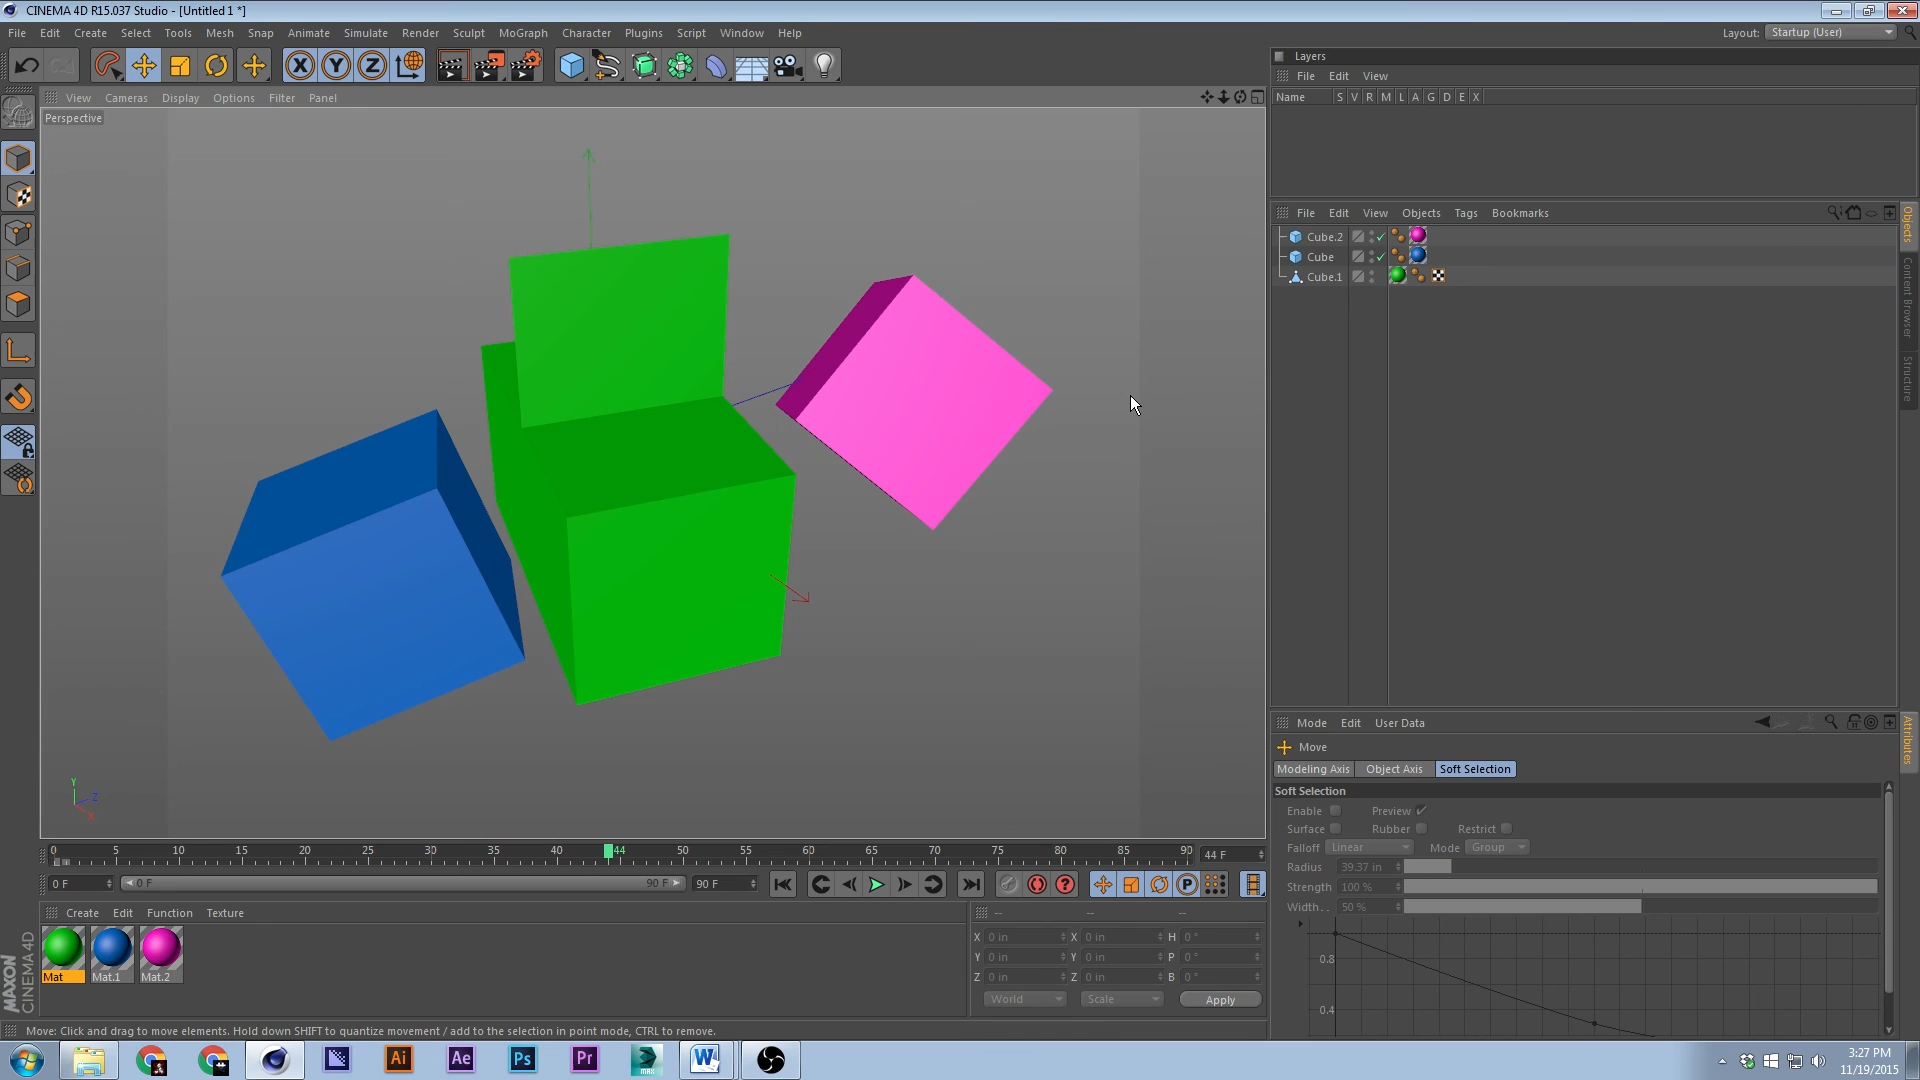 CINEMA 4D R15.037 Studio - [Untitled 1 *]
File Edit Create Select Tools Mesh Snap Animate Simulate Render Sculpt MoGraph Character Plugins Script Window Help
Layout: Startup (User)
X Y Z
Layers
File Edit View
Name S V R M L A G D E X
View Cameras Display Options Filter Panel
Perspective
File Edit View Objects Tags Bookmarks
Cube.2
Cube
Cube.1
Objects
Content Browser
Structure
Y
Z
X
Mode Edit User Data
Attributes
Move
Modeling Axis Object Axis Soft Selection
Soft Selection
Enable Preview
Surface Rubber Restrict
Falloff Linear Mode Group
Radius 39.37 in
Strength 100 %
Width.. 50 %
0.8
0.4
0 5 10 15 20 25 30 35 40 44 50 55 60 65 70 75 80 85 90
44 F
0 F 0 F 90 F 90 F
P
Create Edit Function Texture
Mat Mat.1 Mat.2
-- -- --
X 0 in X 0 in H 0 °
Y 0 in Y 0 in P 0 °
Z 0 in Z 0 in B 0 °
World Scale Apply
MAXON
CINEMA 4D
Move: Click and drag to move elements. Hold down SHIFT to quantize movement / add to the selection in point mode, CTRL to remove.
Ai Ae Ps Pr MAX W
3:27 PM
11/19/2015